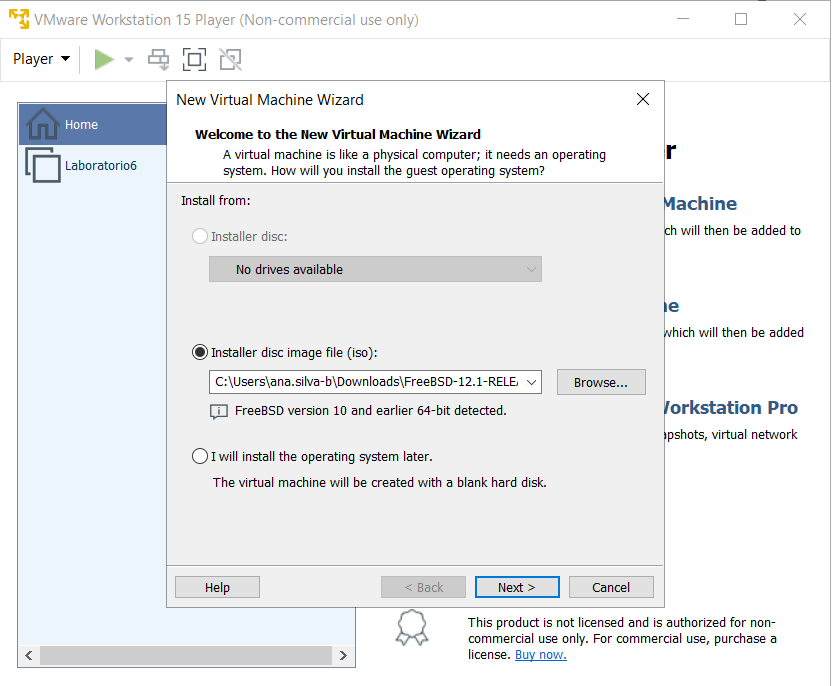 VMware Workstation 15 Player (Non-commercial use only)
Player
Home
Laboratorio6
New Virtual Machine Wizard
Welcome to the New Virtual Machine Wizard
A virtual machine is like a physical computer; it needs an operating
system. How will you install the guest operating system?
Install from:
Installer disc:
No drives available
Installer disc image file (iso):
C:\Users\ana.silva-b\Downloads\FreeBSD-12.1-RELEA
Browse...
FreeBSD version 10 and earlier 64-bit detected.
I will install the operating system later.
The virtual machine will be created with a blank hard disk.
Help
< Back
Next >
Cancel
r
Machine
ch will then be added to
ne
which will then be added
Workstation Pro
apshots, virtual network
This product is not licensed and is authorized for non-
commercial use only. For commercial use, purchase a
license. Buy now.